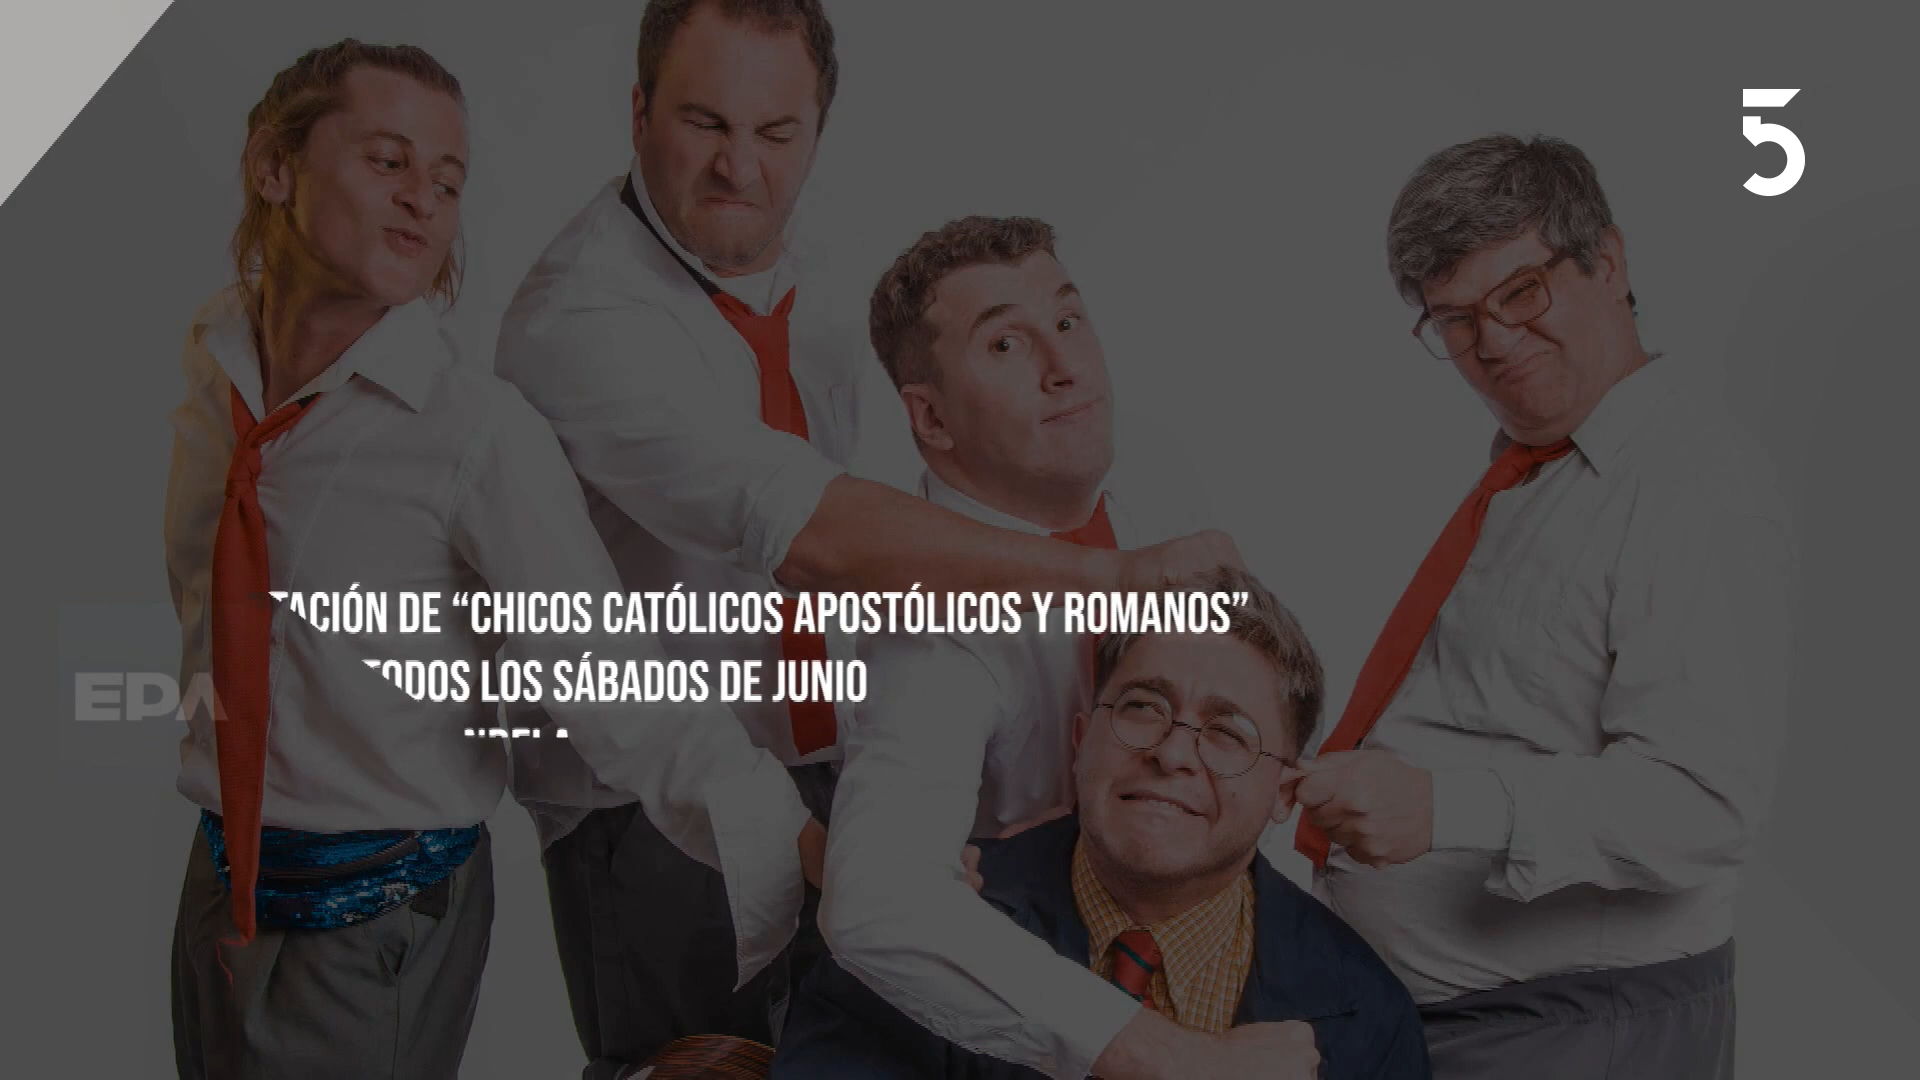 5
TACIÓN DE “CHICOS CATÓLICOS APOSTÓLICOS Y ROMANOS”
TODOS LOS SÁBADOS DE JUNIO
EPA